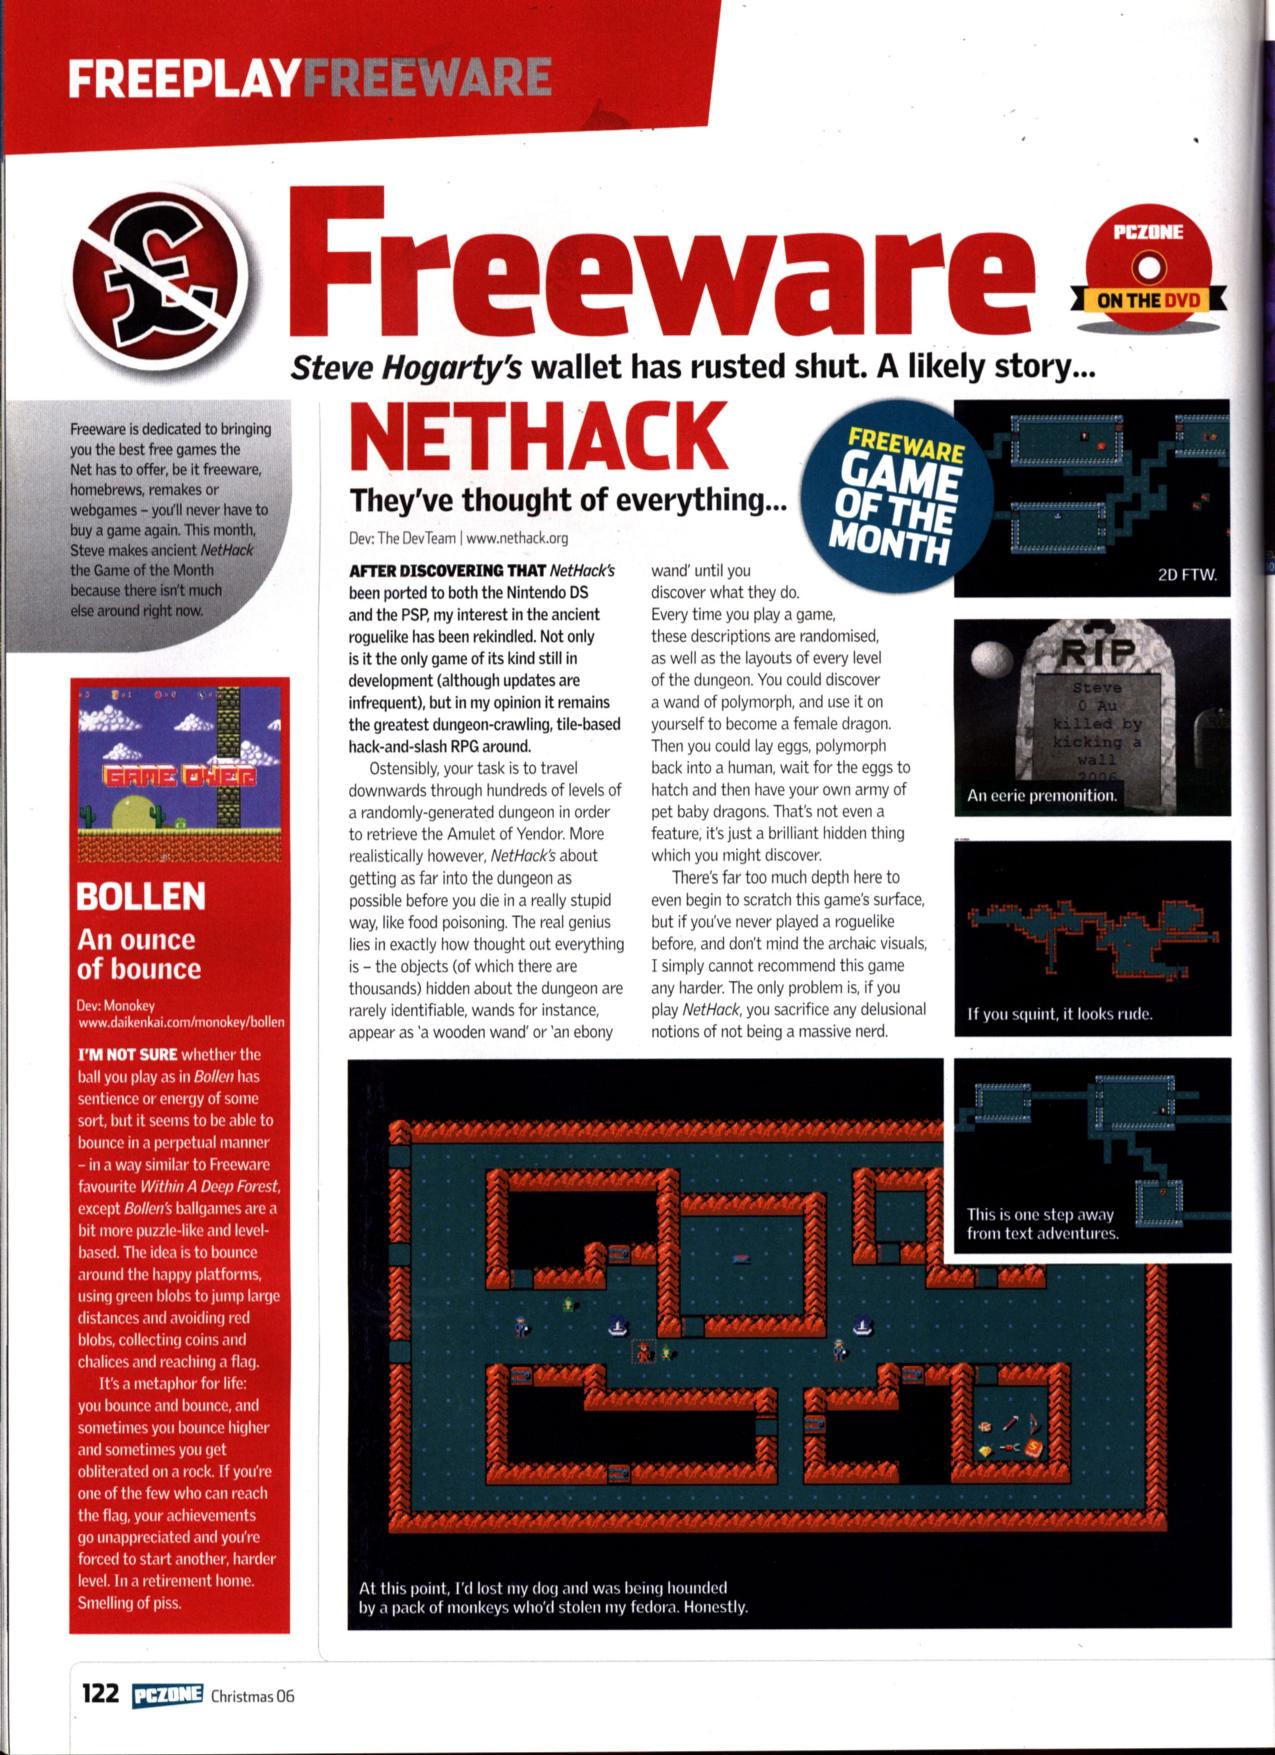 FREEPLAYFREEWARE
Freeware
PCZONE
ON THE DVD
Steve Hogarty's wallet has rusted shut. A likely story...
Freeware is dedicated to bringing
you the best free games the
Net has to offer, be it freeware,
homebrews, remakes or
webgames – you'll never have to
buy a game again. This month,
Steve makes ancient NetHack
the Game of the Month
because there isn't much
else around right now.
GAME OVER
BOLLEN
An ounce
of bounce
Dev: Monokey
www.daikenkai.com/monokey/bollen
I'M NOT SURE whether the
ball you play as in Bollen has
sentience or energy of some
sort, but it seems to be able to
bounce in a perpetual manner
– in a way similar to Freeware
favourite Within A Deep Forest,
except Bollen's ballgames are a
bit more puzzle-like and level-
based. The idea is to bounce
around the happy platforms,
using green blobs to jump large
distances and avoiding red
blobs, collecting coins and
chalices and reaching a flag.
It's a metaphor for life:
you bounce and bounce, and
sometimes you bounce higher
and sometimes you get
obliterated on a rock. If you're
one of the few who can reach
the flag, your achievements
go unappreciated and you're
forced to start another, harder
level. In a retirement home.
Smelling of piss.
NETHACK
They've thought of everything...
Dev: The DevTeam | www.nethack.org
FREEWARE
GAME
OF THE
MONTH
AFTER DISCOVERING THAT NetHack's
been ported to both the Nintendo DS
and the PSP, my interest in the ancient
roguelike has been rekindled. Not only
is it the only game of its kind still in
development (although updates are
infrequent), but in my opinion it remains
the greatest dungeon-crawling, tile-based
hack-and-slash RPG around.
Ostensibly, your task is to travel
downwards through hundreds of levels of
a randomly-generated dungeon in order
to retrieve the Amulet of Yendor. More
realistically however, NetHack's about
getting as far into the dungeon as
possible before you die in a really stupid
way, like food poisoning. The real genius
lies in exactly how thought out everything
is – the objects (of which there are
thousands) hidden about the dungeon are
rarely identifiable, wands for instance,
appear as 'a wooden wand' or 'an ebony
wand' until you
discover what they do.
Every time you play a game,
these descriptions are randomised,
as well as the layouts of every level
of the dungeon. You could discover
a wand of polymorph, and use it on
yourself to become a female dragon.
Then you could lay eggs, polymorph
back into a human, wait for the eggs to
hatch and then have your own army of
pet baby dragons. That's not even a
feature, it's just a brilliant hidden thing
which you might discover.
There's far too much depth here to
even begin to scratch this game's surface,
but if you've never played a roguelike
before, and don't mind the archaic visuals,
I simply cannot recommend this game
any harder. The only problem is, if you
play NetHack, you sacrifice any delusional
notions of not being a massive nerd.
2D FTW.
RIP
Steve
0 Au
killed by
kicking a
wall
2006
An eerie premonition.
If you squint, it looks rude.
This is one step away
from text adventures.
At this point, I'd lost my dog and was being hounded
by a pack of monkeys who'd stolen my fedora. Honestly.
122 PCZONE Christmas 06